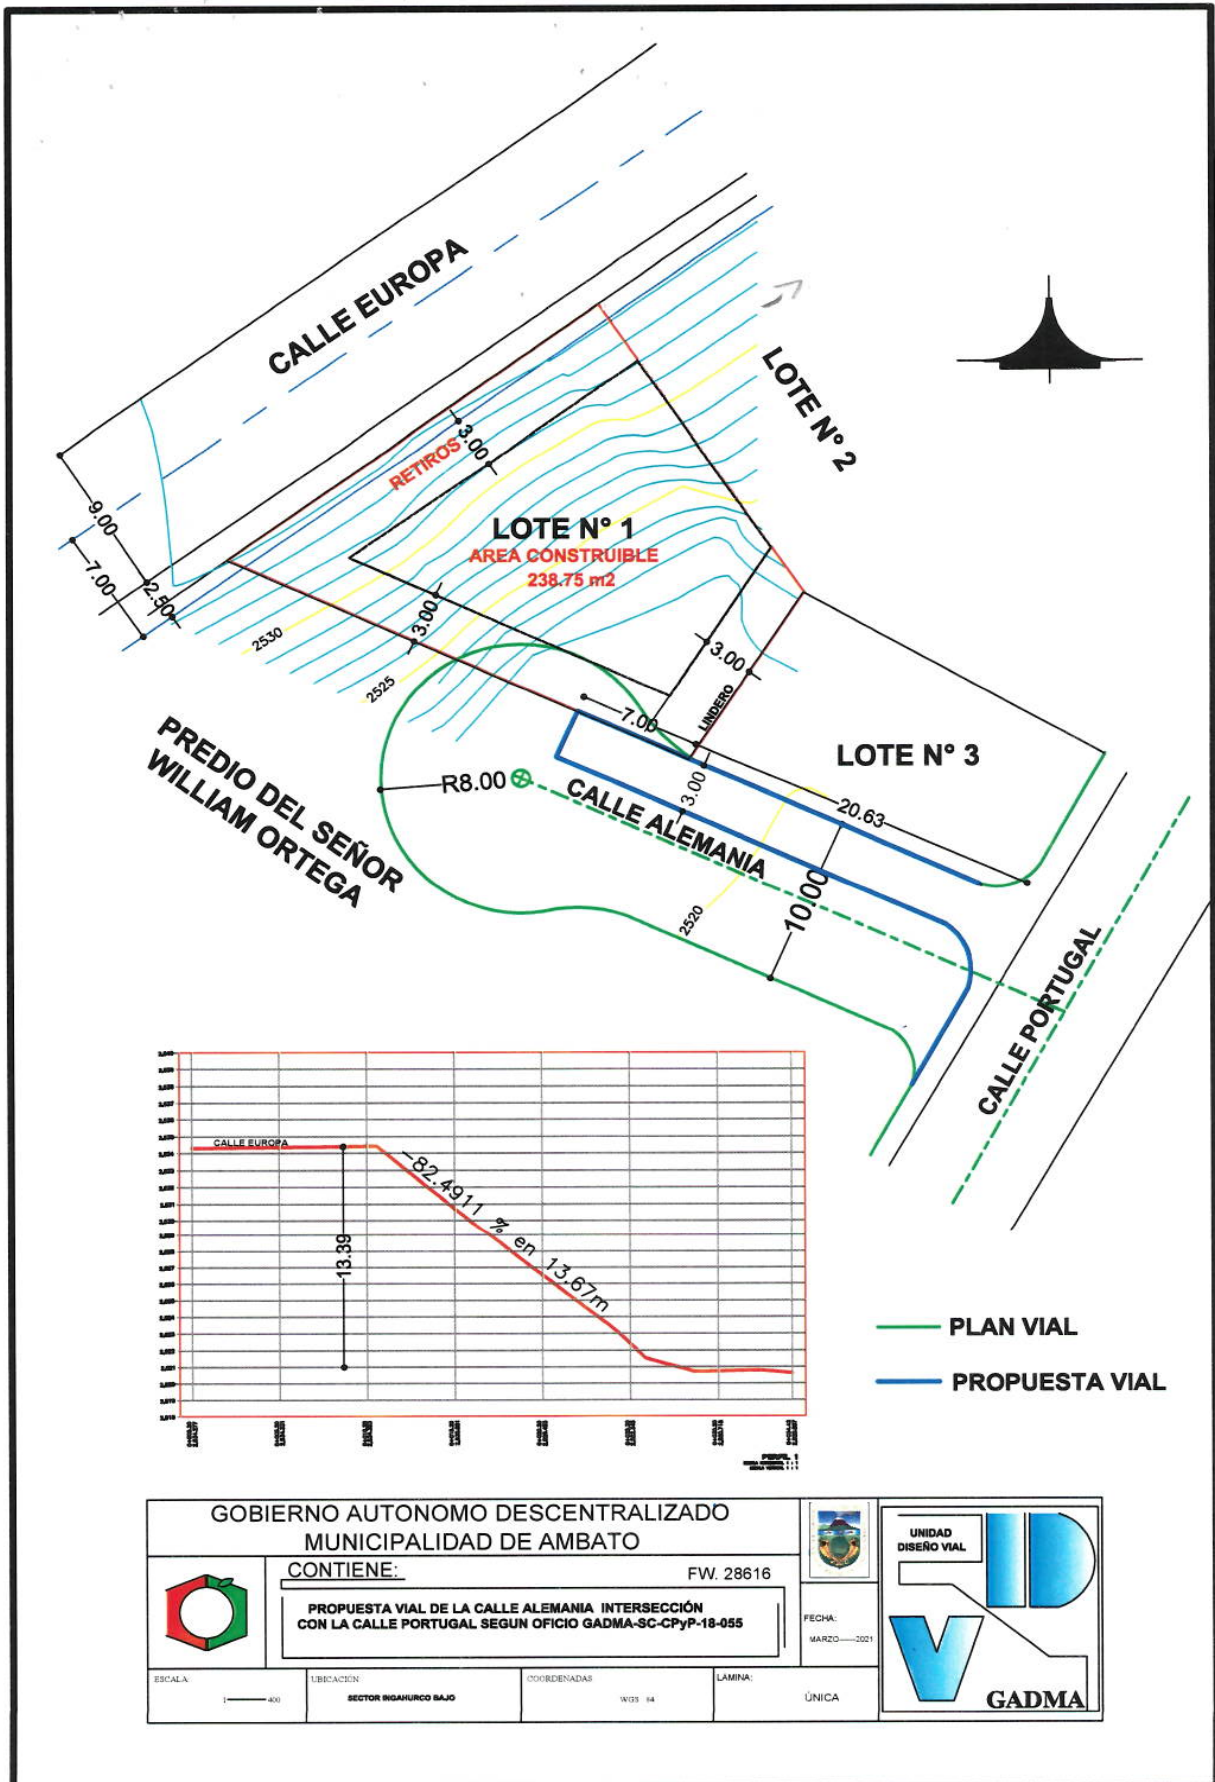 CALLE EUROPA
LOTE N° 2
3.00
RETIROS
9.00
7.00
2.50
LOTE N° 1
AREA CONSTRUIBLE
238.75 m2
3.00
2530
2525
3.00
LINDERO
7.00
LOTE N° 3
PREDIO DEL SEÑOR
WILLIAM ORTEGA
R8.00
3.00
CALLE ALEMANIA
20.63
10.00
2520
CALLE PORTUGAL
CALLE EUROPA
-82.4911 % en 13.67m
13.39
PERFIL 1
PLAN VIAL
PROPUESTA VIAL
GOBIERNO AUTONOMO DESCENTRALIZADO
MUNICIPALIDAD DE AMBATO
CONTIENE:
FW. 28616
PROPUESTA VIAL DE LA CALLE ALEMANIA INTERSECCIÓN
CON LA CALLE PORTUGAL SEGUN OFICIO GADMA-SC-CPyP-18-055
FECHA:
MARZO----2021
UNIDAD
DISEÑO VIAL
GADMA
ESCALA:
1----400
UBICACIÓN
SECTOR INGAHURCO BAJO
COORDENADAS
WGS 84
LAMINA:
ÚNICA